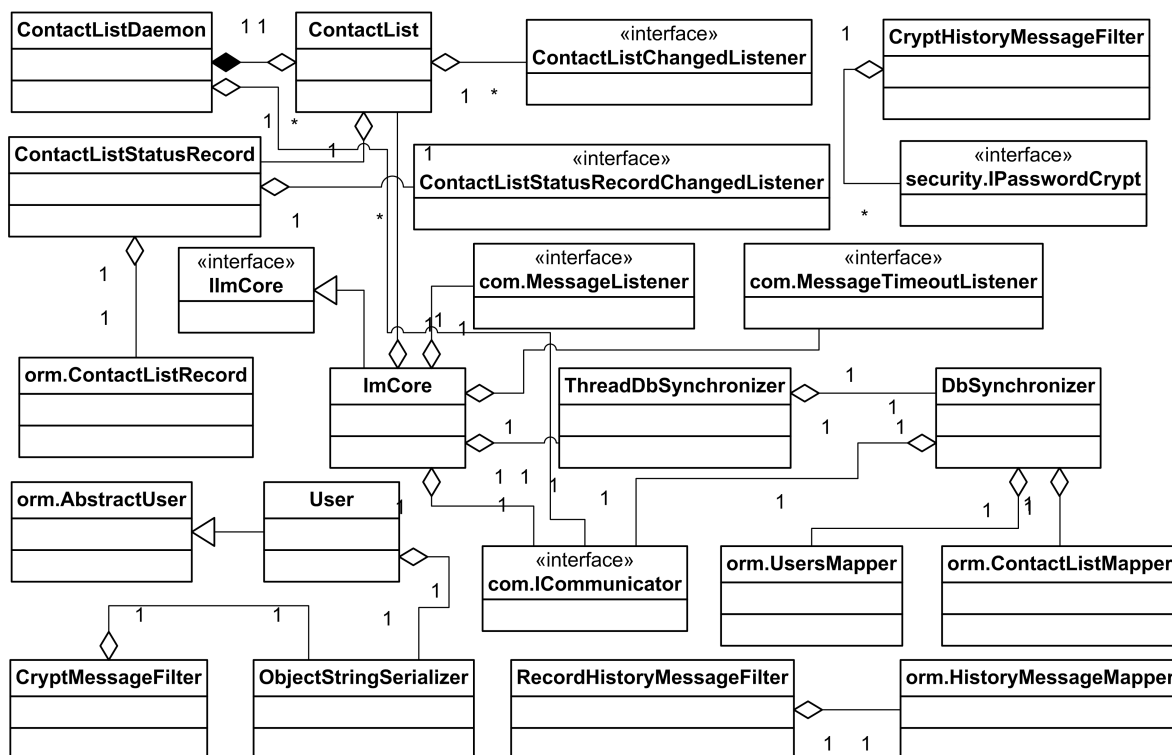 ContactListDaemon
1 1
ContactList
«interface»
ContactListChangedListener
1
CryptHistoryMessageFilter
1 *
1 *
ContactListStatusRecord
1
1
«interface»
ContactListStatusRecordChangedListener
«interface»
security.IPasswordCrypt
1
*
*
«interface»
IImCore
1
«interface»
com.MessageListener
«interface»
com.MessageTimeoutListener
1
1 1 1
orm.ContactListRecord
ImCore
ThreadDbSynchronizer
1
DbSynchronizer
1
1
1
1
1 1 1
1
orm.AbstractUser
User
1
1
1
1
1
1 1
«interface»
com.ICommunicator
orm.UsersMapper
orm.ContactListMapper
1
1
1
1
CryptMessageFilter
ObjectStringSerializer
RecordHistoryMessageFilter
orm.HistoryMessageMapper
1 1